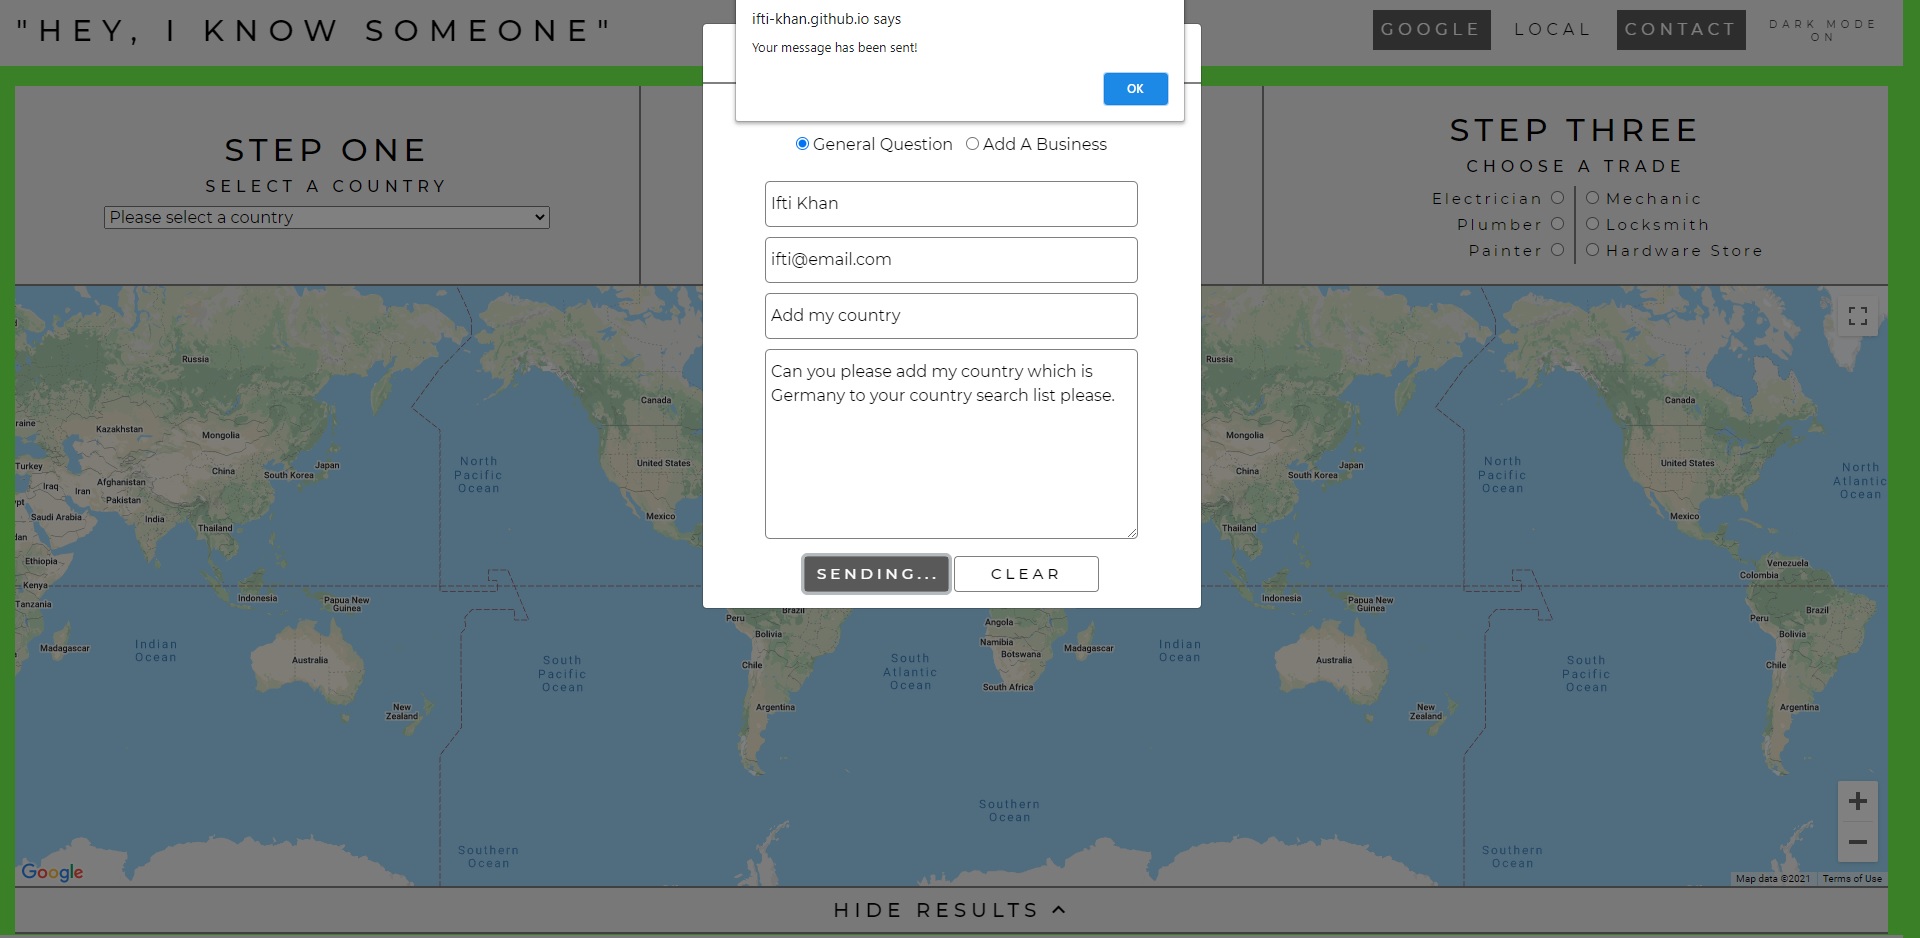 "HEY, I KNOW SOMEONE"
GOOGLE
LOCAL
CONTACT
DARK MODE
ON
ifti-khan.github.io says
Your message has been sent!
OK
STEP ONE
SELECT A COUNTRY
Please select a country
STEP THREE
CHOOSE A TRADE
Electrician
Mechanic
Plumber
Locksmith
Painter
Hardware Store
General Question
Add A Business
Ifti Khan
ifti@email.com
Add my country
Can you please add my country which is
Germany to your country search list please.
SENDING...
CLEAR
Russia
Canada
raine
Kazakhstan
Mongolia
Turkey
China
Japan
South Korea
United States
Iraq
Iran
Afghanistan
Pakistan
North
Pacific
Ocean
ypt
Saudi Arabia
India
Thailand
Mexico
dan
Ethiopia
Kenya
Tanzania
Indonesia
Papua New
Guinea
Madagascar
Indian
Ocean
Australia
New
Zealand
South
Pacific
Ocean
Peru
Brazil
Bolivia
Chile
Argentina
South
Atlantic
Ocean
Angola
Namibia
Botswana
Madagascar
South Africa
Southern
Ocean
Indian
Ocean
Southern
Ocean
Russia
Canada
Mongolia
China
Japan
South Korea
United States
North
Pacific
Ocean
North
Atlantic
Ocean
Thailand
Mexico
Venezuela
Colombia
Indonesia
Papua New
Guinea
Peru
Brazil
Bolivia
Australia
South
Pacific
Ocean
Chile
New
Zealand
Argentina
Southern
Ocean
Google
Map data ©2021
Terms of Use
HIDE RESULTS